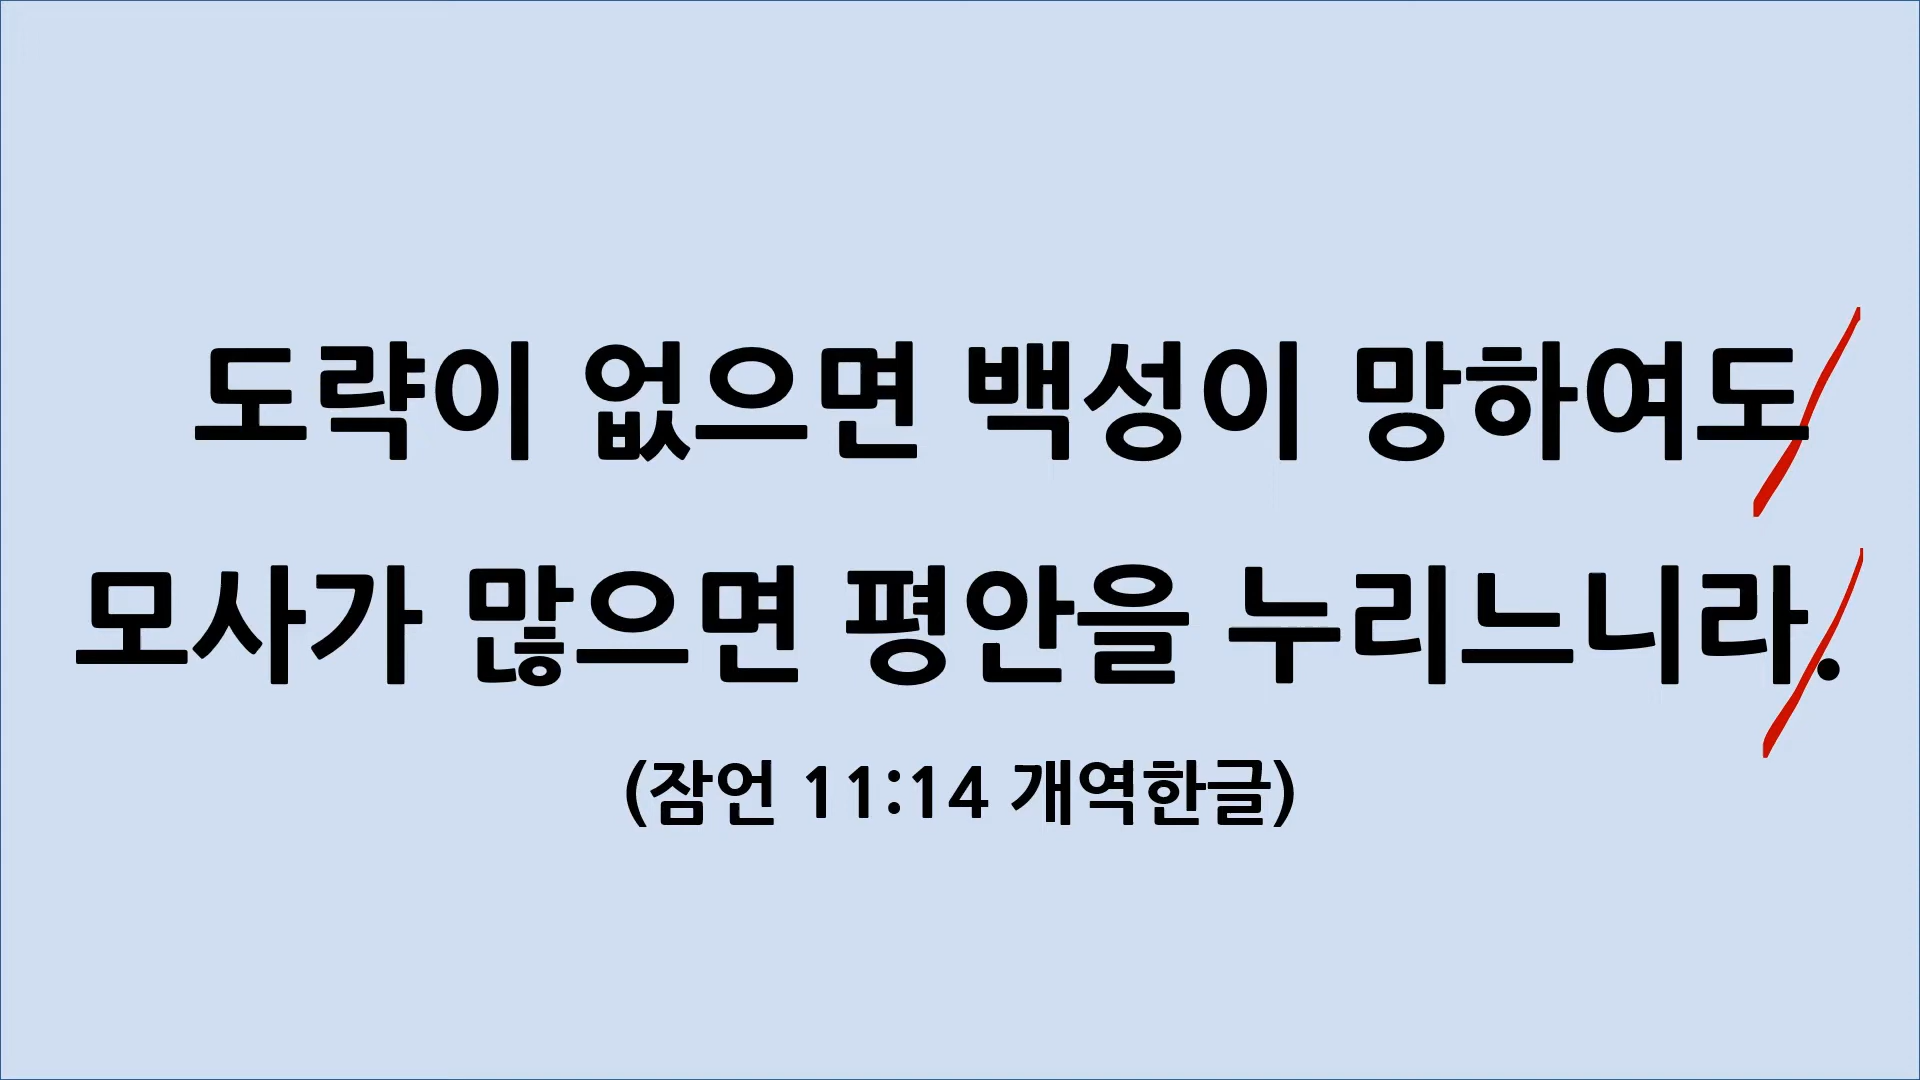 도략이 없으면 백성이 망하여도
모사가 많으면 평안을 누리느니라.
(잠언 11:14 개역한글)